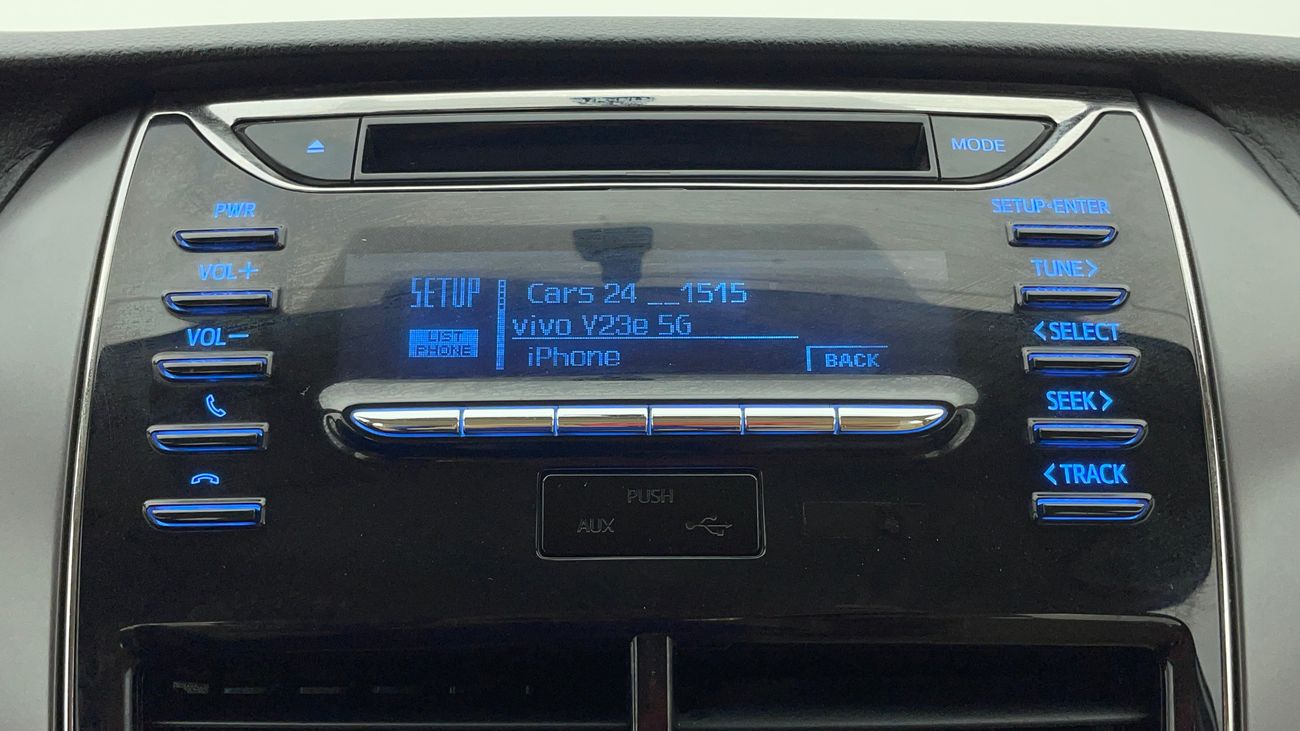 MODE
PWR
SETUP•ENTER
VOL+
TUNE>
SETUP
Cars 24 __1515
vivo Y23e 5G
LIST
PHONE
iPhone
BACK
VOL-
<SELECT
SEEK>
<TRACK
PUSH
AUX